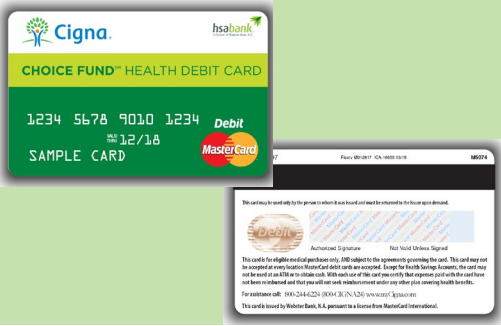 Cigna.
hsabank
CHOICE FUND℠ HEALTH DEBIT CARD
1234 5678 9010 1234
Debit
VALID THRU 12/18
SAMPLE CARD
MasterCard
M5074
This card may be used only by the person to whom it was issued and must be returned to the issuer upon demand.
Debit
Authorized Signature Not Valid Unless Signed
This card is for eligible medical purchases only, AND subject to the agreements governing the card. This card may not
be accepted at every location MasterCard debit cards are accepted. Except for Health Savings Accounts, the card may
not be used at an ATM or to obtain cash. With each use of this card you certify that expenses paid with the card have
not been reimbursed and that you will not seek reimbursement under any other plan covering health benefits.
For assistance call: 800-244-6224 (800-CIGNA24) www.myCigna.com
This card is issued by Webster Bank, N.A. pursuant to a license from MasterCard International.